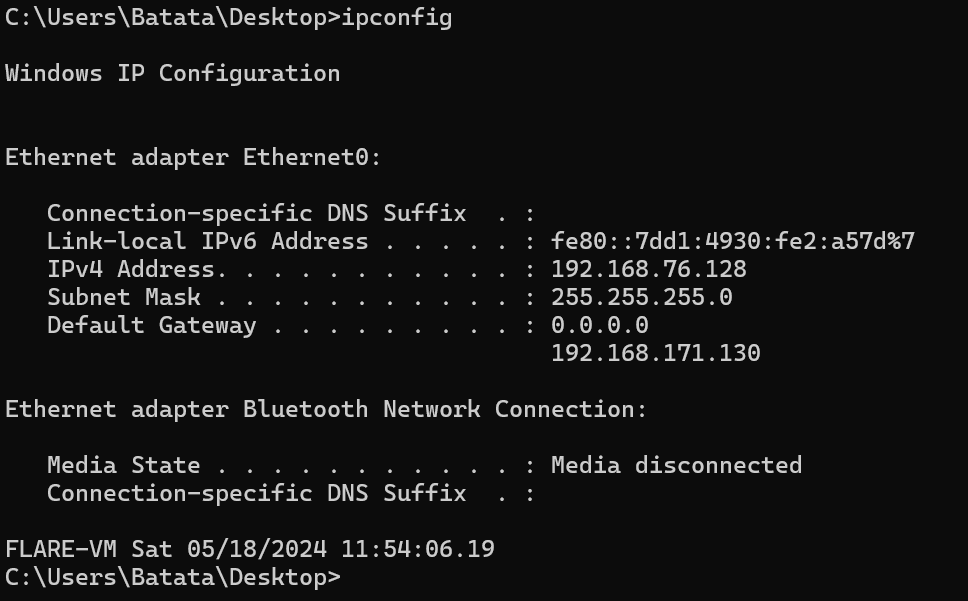 C:\Users\Batata\Desktop>ipconfig
Windows IP Configuration
Ethernet adapter Ethernet0:
Connection-specific DNS Suffix  . :
Link-local IPv6 Address . . . . . : fe80::7dd1:4930:fe2:a57d%7
IPv4 Address. . . . . . . . . . . : 192.168.76.128
Subnet Mask . . . . . . . . . . . : 255.255.255.0
Default Gateway . . . . . . . . . : 0.0.0.0
192.168.171.130
Ethernet adapter Bluetooth Network Connection:
Media State . . . . . . . . . . . : Media disconnected
Connection-specific DNS Suffix  . :
FLARE-VM Sat 05/18/2024 11:54:06.19
C:\Users\Batata\Desktop>